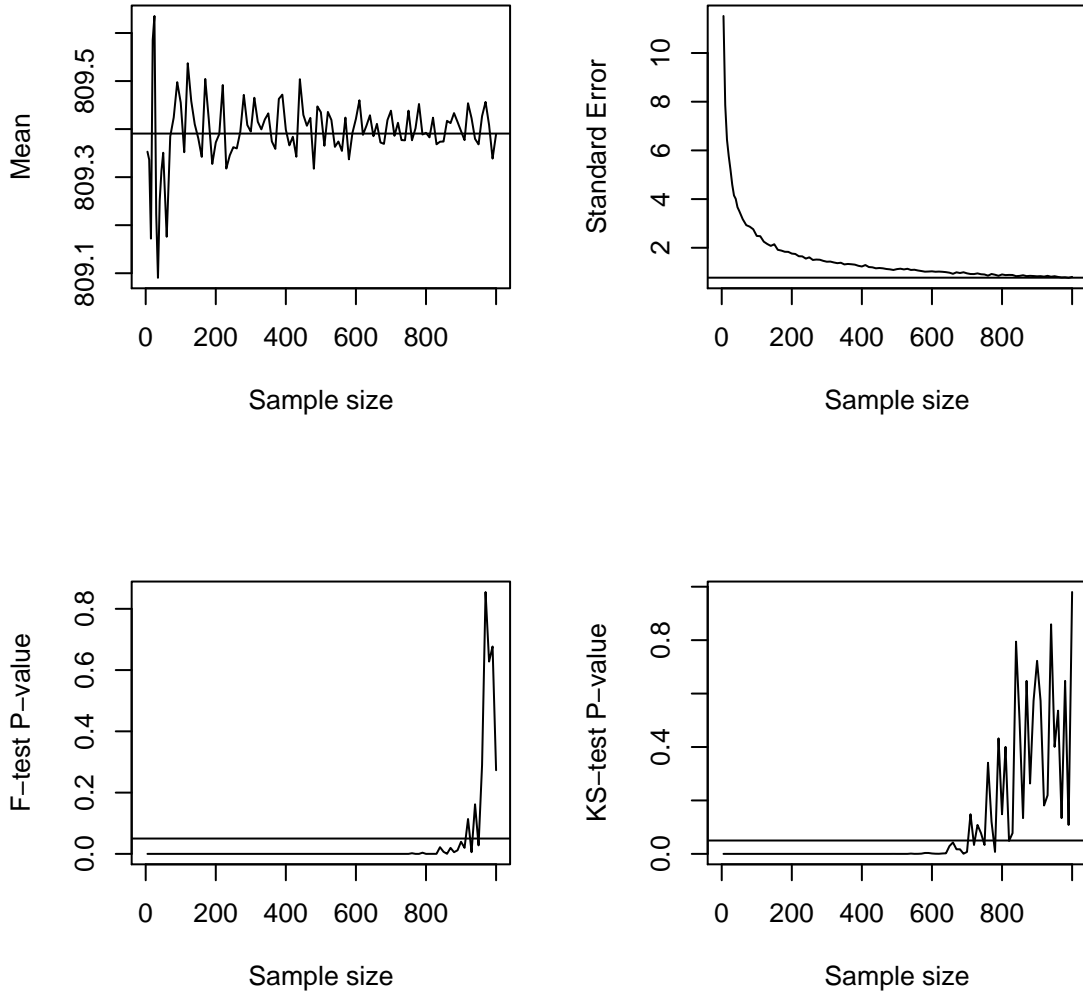 Mean
809.1 809.3 809.5
0 200 400 600 800
Sample size
Standard Error
2 4 6 8 10
0 200 400 600 800
Sample size
F−test P−value
0.0 0.2 0.4 0.6 0.8
0 200 400 600 800
Sample size
KS−test P−value
0.0 0.4 0.8
0 200 400 600 800
Sample size